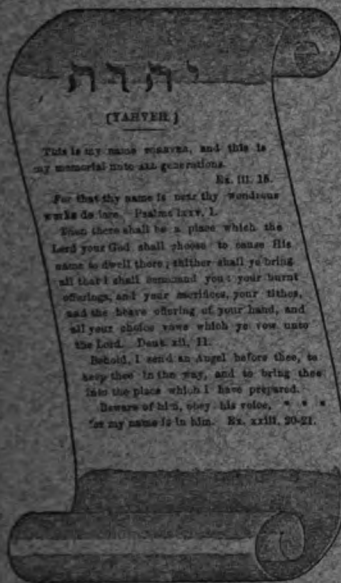 יהוה
(YAHVEH)
This is my name FOREVER, and this is
my memorial unto ALL generations.
Ex. III. 15.
For that thy name is near thy wondrous
works declare. Psalms lxxv, 1.
Then there shall be a place which the
Lord your God shall choose to cause His
name to dwell there; thither shall ye bring
all that I shall command you: your burnt
offerings, and your sacrifices, your tithes,
and the heave offering of your hand, and
all your choice vows which ye vow unto
the Lord. Deut. xii, 11.
Behold, I send an Angel before thee, to
keep thee in the way, and to bring thee
into the place which I have prepared.
Beware of him, obey his voice, * * *
for my name is in him. Ex. xxiii, 20-21.